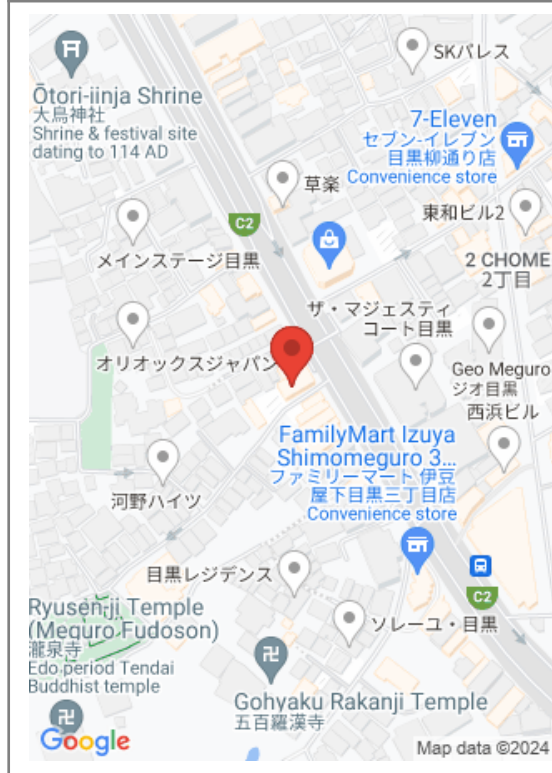 SKパレス
Ōtori-iinja Shrine
大鳥神社
Shrine & festival site
dating to 114 AD
7-Eleven
セブン-イレブン
目黒柳通り店
Convenience store
草楽
東和ビル2
C2
メインステージ目黒
2 CHOME
2丁目
ザ・マジェスティ
コート目黒
オリオックスジャパン
Geo Meguro
ジオ目黒
西浜ビル
FamilyMart Izuya
Shimomeguro 3...
ファミリーマート 伊豆
屋下目黒三丁目店
Convenience store
河野ハイツ
目黒レジデンス
C2
Ryusen-ji Temple
(Meguro Fudoson)
瀧泉寺
Edo-period Tendai
Buddhist temple
ソレーユ・目黒
Gohyaku Rakanji Temple
五百羅漢寺
Google
Map data ©2024